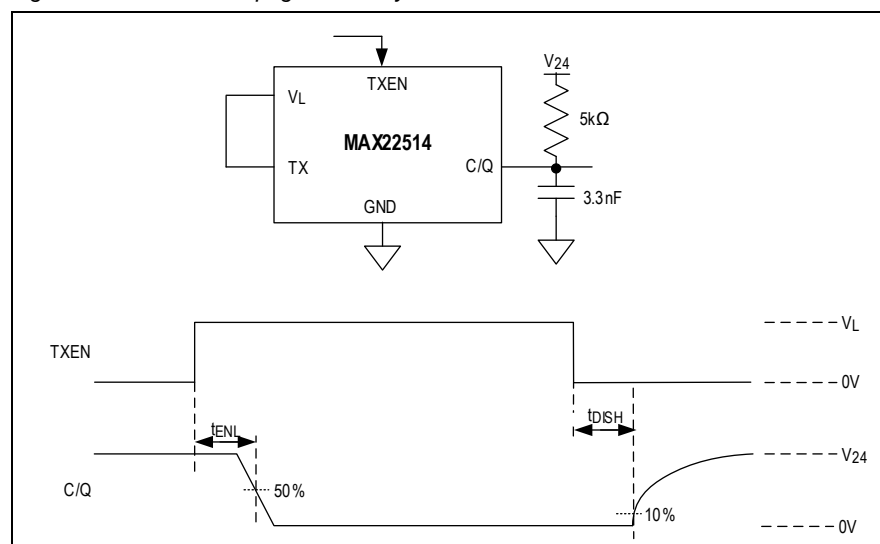 V24
TXEN
VL
5kΩ
MAX22514
TX
C/Q
GND
3.3nF
VL
TXEN
0V
tENL
tDISH
V24
50%
C/Q
10%
0V